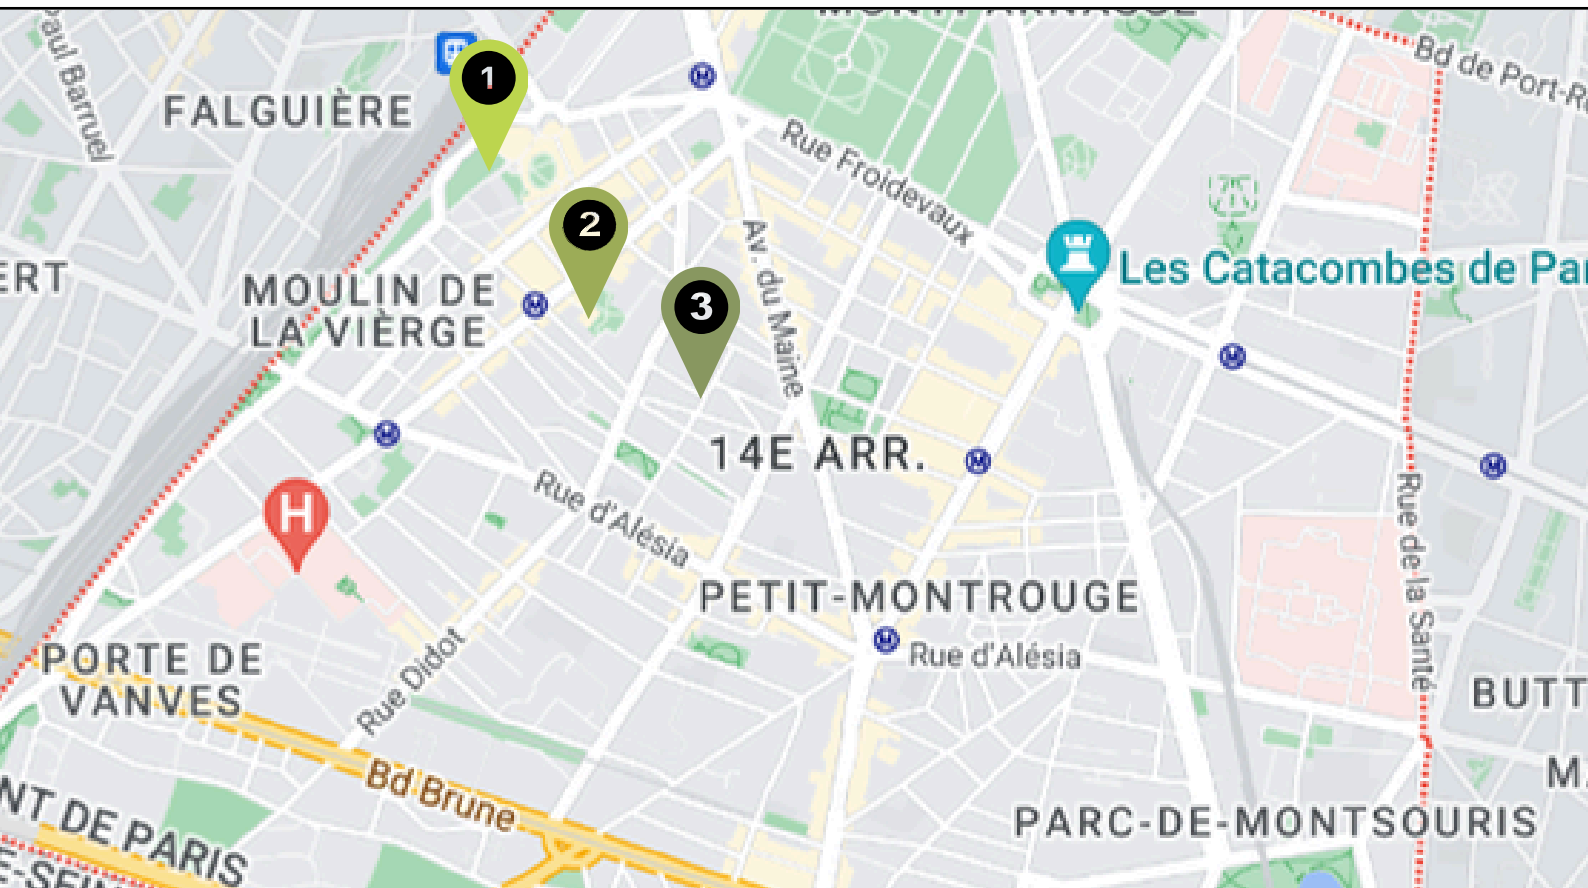 Paul Barruel
FALGUIÈRE
1
Bd de Port-R
Rue Froidevaux
2
Av. du Maine
Les Catacombes de Par
ERT
MOULIN DE
LA VIÈRGE
3
14E ARR.
H
Rue d'Alésia
Rue de la Santé
PETIT-MONTROUGE
Rue d'Alésia
PORTE DE
VANVES
Rue Didot
BUTT
Bd Brune
M
PARC-DE-MONTSOURIS
NT DE PARIS